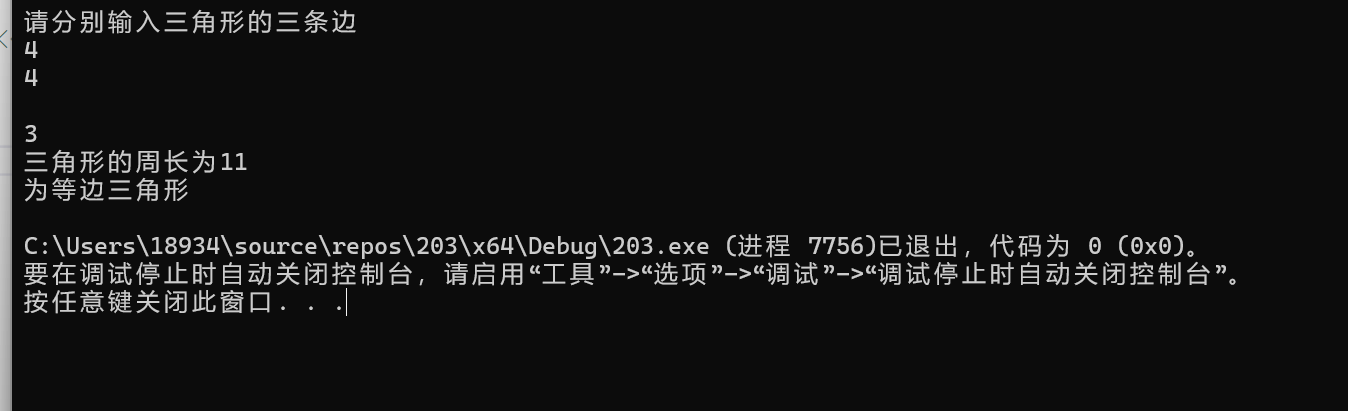 请分别输入三角形的三条边
4
4
3
三角形的周长为11
为等边三角形
C:\Users\18934\source\repos\203\x64\Debug\203.exe (进程 7756)已退出，代码为 0 (0x0)。
要在调试停止时自动关闭控制台，请启用“工具”->“选项”->“调试”->“调试停止时自动关闭控制台”。
按任意键关闭此窗口. . .